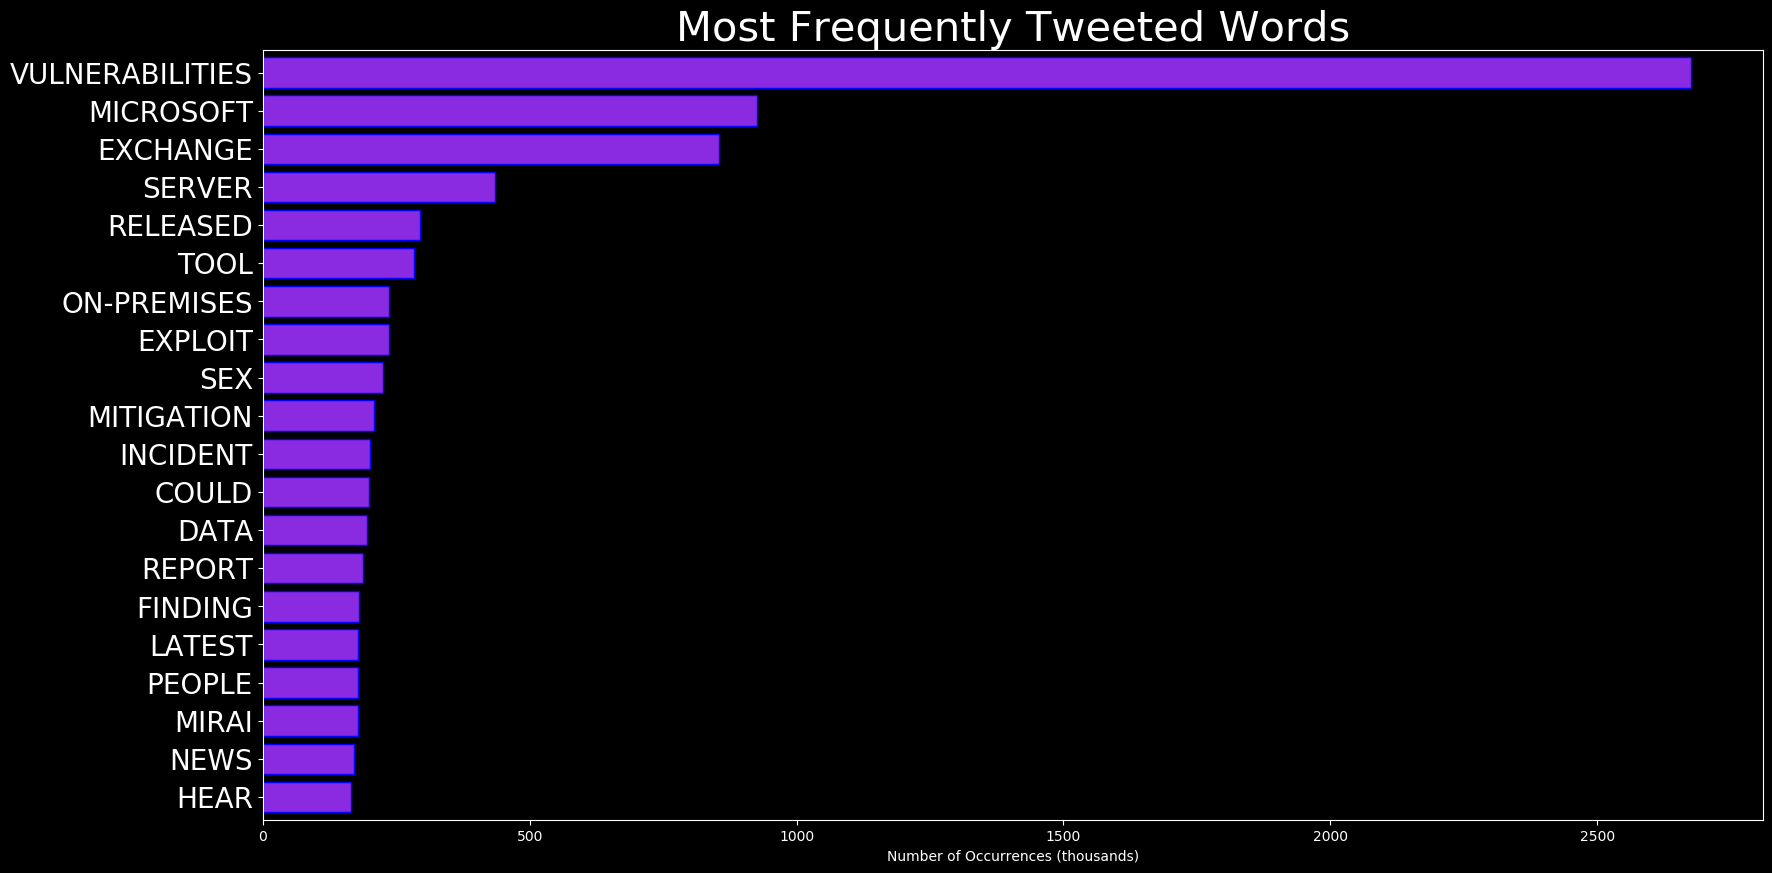 Most Frequently Tweeted Words
VULNERABILITIES
MICROSOFT
EXCHANGE
SERVER
RELEASED
TOOL
ON-PREMISES
EXPLOIT
SEX
MITIGATION
INCIDENT
COULD
DATA
REPORT
FINDING
LATEST
PEOPLE
MIRAI
NEWS
HEAR
0 500 1000 1500 2000 2500
Number of Occurrences (thousands)